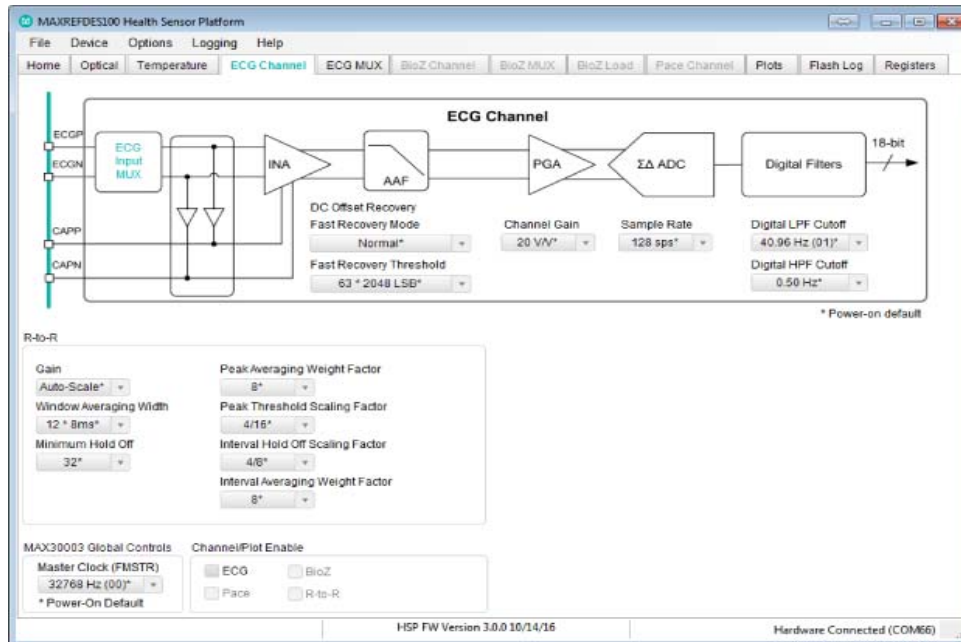 MAXREFDES100 Health Sensor Platform
File Device Options Logging Help
Home Optical Temperature ECG Channel ECG MUX BioZ Channel BioZ MUX BioZ Load Pace Channel Plots Flash Log Registers
ECG Channel
ECGP
ECGN
CAPP
CAPN
ECG
Input
MUX
INA
AAF
PGA
ΣΔ ADC
Digital Filters
18-bit
DC Offset Recovery
Fast Recovery Mode
Normal*
Fast Recovery Threshold
63 * 2048 LSB*
Channel Gain
20 V/V*
Sample Rate
128 sps*
Digital LPF Cutoff
40.96 Hz (01)*
Digital HPF Cutoff
0.50 Hz*
* Power-on default
R-to-R
Gain
Auto-Scale*
Window Averaging Width
12 * 8ms*
Minimum Hold Off
32*
Peak Averaging Weight Factor
8*
Peak Threshold Scaling Factor
4/16*
Interval Hold Off Scaling Factor
4/8*
Interval Averaging Weight Factor
8*
MAX30003 Global Controls
Master Clock (FMSTR)
32768 Hz (00)*
* Power-On Default
Channel/Plot Enable
ECG BioZ
Pace R-to-R
HSP FW Version 3.0.0 10/14/16
Hardware Connected (COM66)